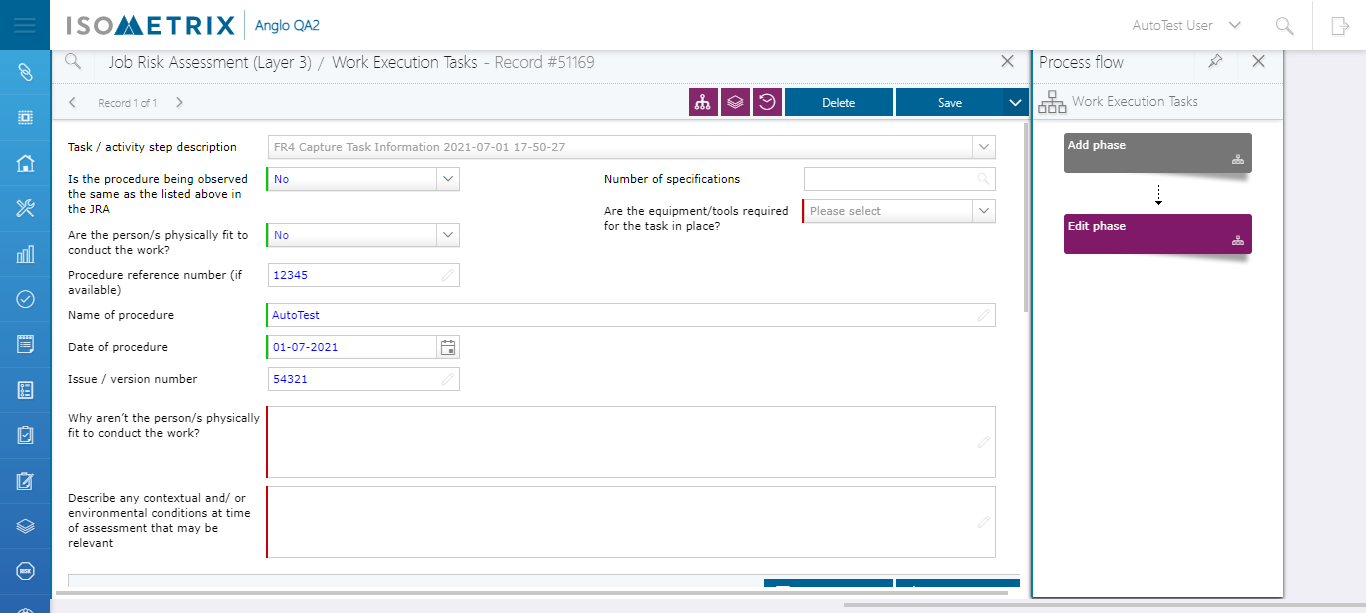 ISOMETRIX
Anglo QA2
AutoTest User
Job Risk Assessment (Layer 3) / Work Execution Tasks - Record #51169
Process flow
Record 1 of 1
Delete
Save
Work Execution Tasks
Task / activity step description
FR4 Capture Task Information 2021-07-01 17-50-27
Add phase
Is the procedure being observed
the same as the listed above in
the JRA
No
Number of specifications
Are the equipment/tools required
for the task in place?
Please select
Edit phase
Are the person/s physically fit to
conduct the work?
No
Procedure reference number (if
available)
12345
Name of procedure
AutoTest
Date of procedure
01-07-2021
Issue / version number
54321
Why aren't the person/s physically
fit to conduct the work?
Describe any contextual and/ or
environmental conditions at time
of assessment that may be
relevant